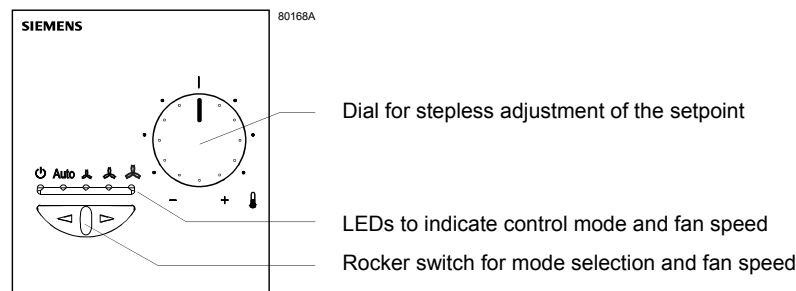 80168A
SIEMENS
Dial for stepless adjustment of the setpoint
Auto
− +
LEDs to indicate control mode and fan speed
Rocker switch for mode selection and fan speed